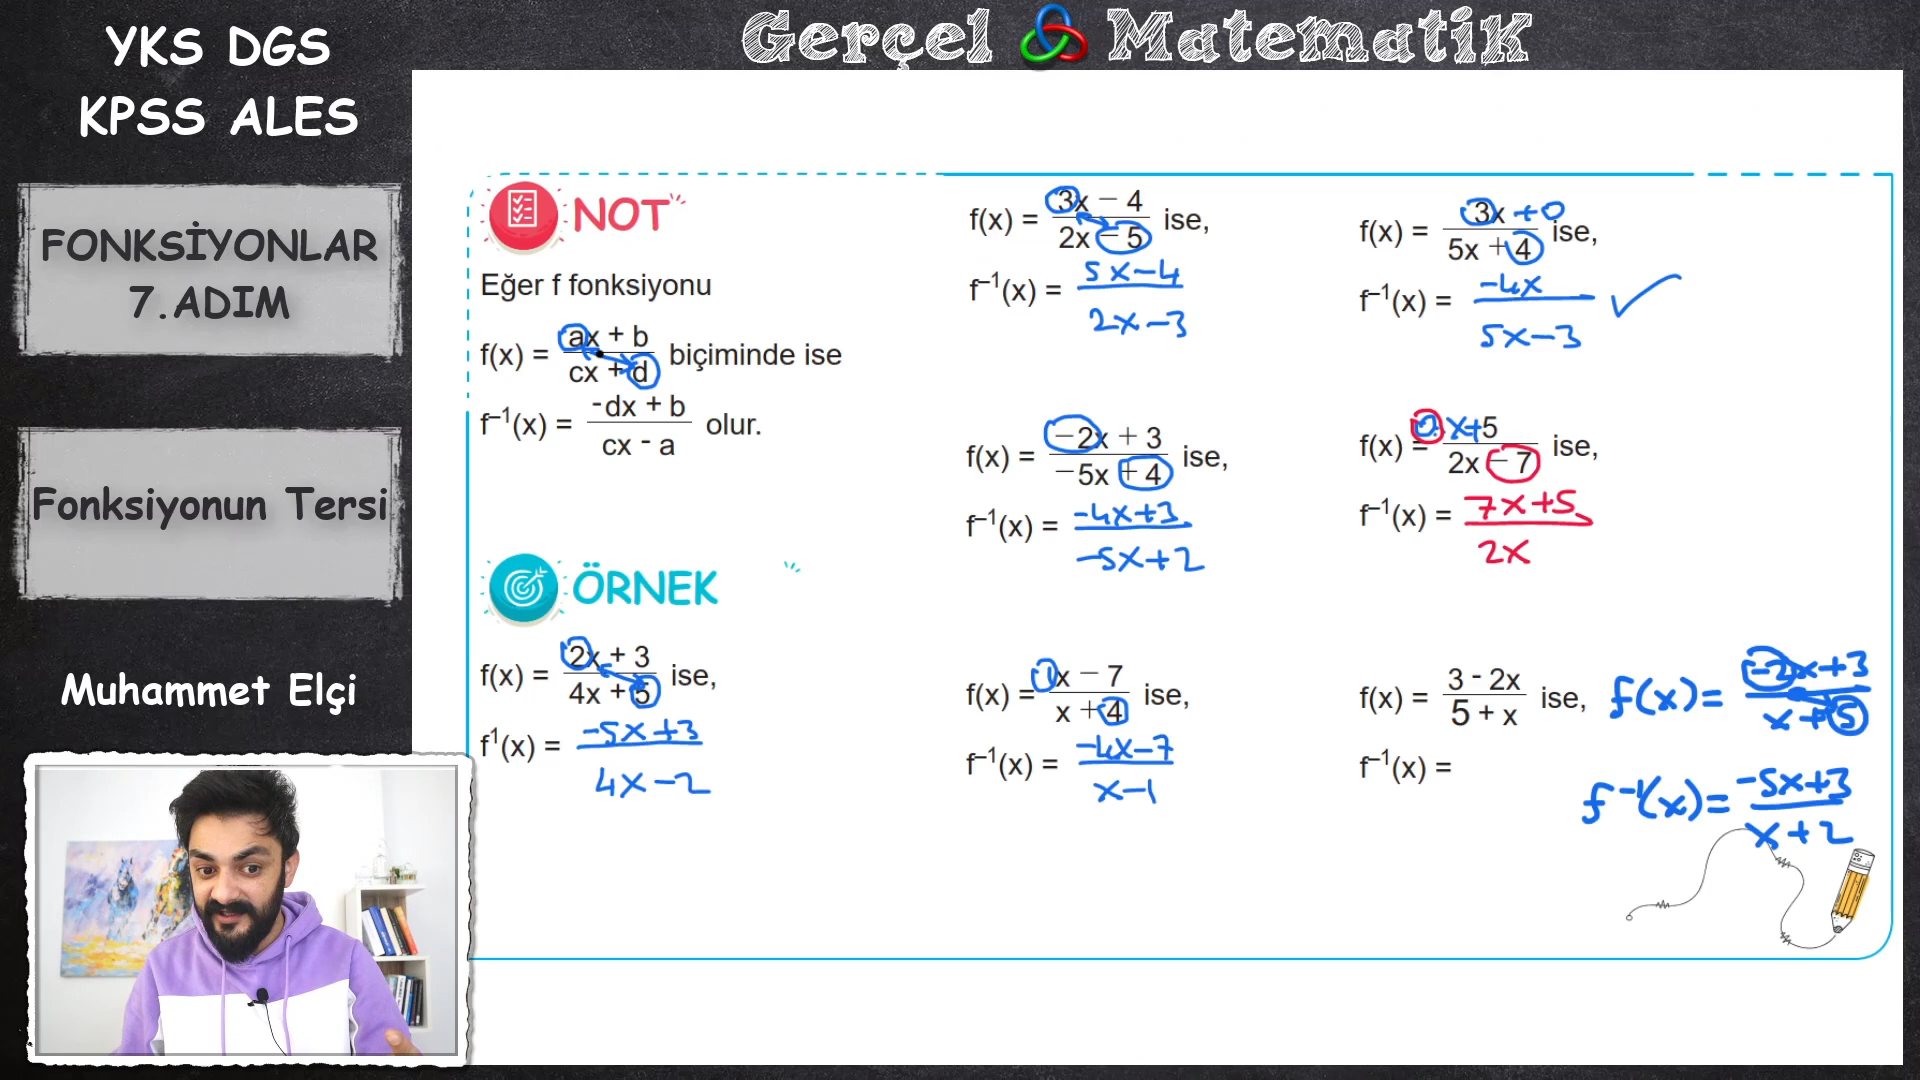 YKS DGS
KPSS ALES
FONKSİYONLAR
7.ADIM
Fonksiyonun Tersi
Muhammet Elçi
Gerçel Matematik
NOT
Eğer f fonksiyonu
f(x) = (ax + b)/(cx + d) biçiminde ise
f⁻¹(x) = (-dx + b)/(cx - a) olur.
ÖRNEK
f(x) = (2x + 3)/(4x + 5) ise,
f¹(x) = (-5x+3)/(4x-2)
f(x) = (3x − 4)/(2x − 5) ise,
f⁻¹(x) = (5x-4)/(2x-3)
f(x) = (−2x + 3)/(−5x + 4) ise,
f⁻¹(x) = (-4x+3)/(-5x+2)
f(x) = (1x − 7)/(x + 4) ise,
f⁻¹(x) = (-4x-7)/(x-1)
f(x) = (3x+0)/(5x + 4) ise,
f⁻¹(x) = (-4x)/(5x-3) ✓
f(x) = (0.x+5)/(2x − 7) ise,
f⁻¹(x) = (7x+5)/(2x)
f(x) = (3 - 2x)/(5 + x) ise, f(x) = (-2x+3)/(x+5)
f⁻¹(x) =
f⁻¹(x) = (-5x+3)/(x+2)